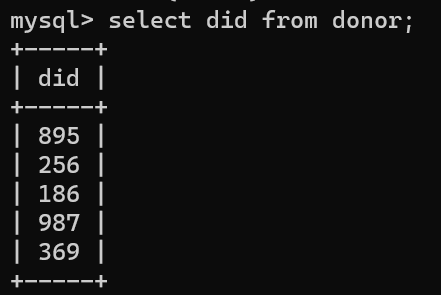 mysql> select did from donor;
+-----+
| did |
+-----+
| 895 |
| 256 |
| 186 |
| 987 |
| 369 |
+-----+